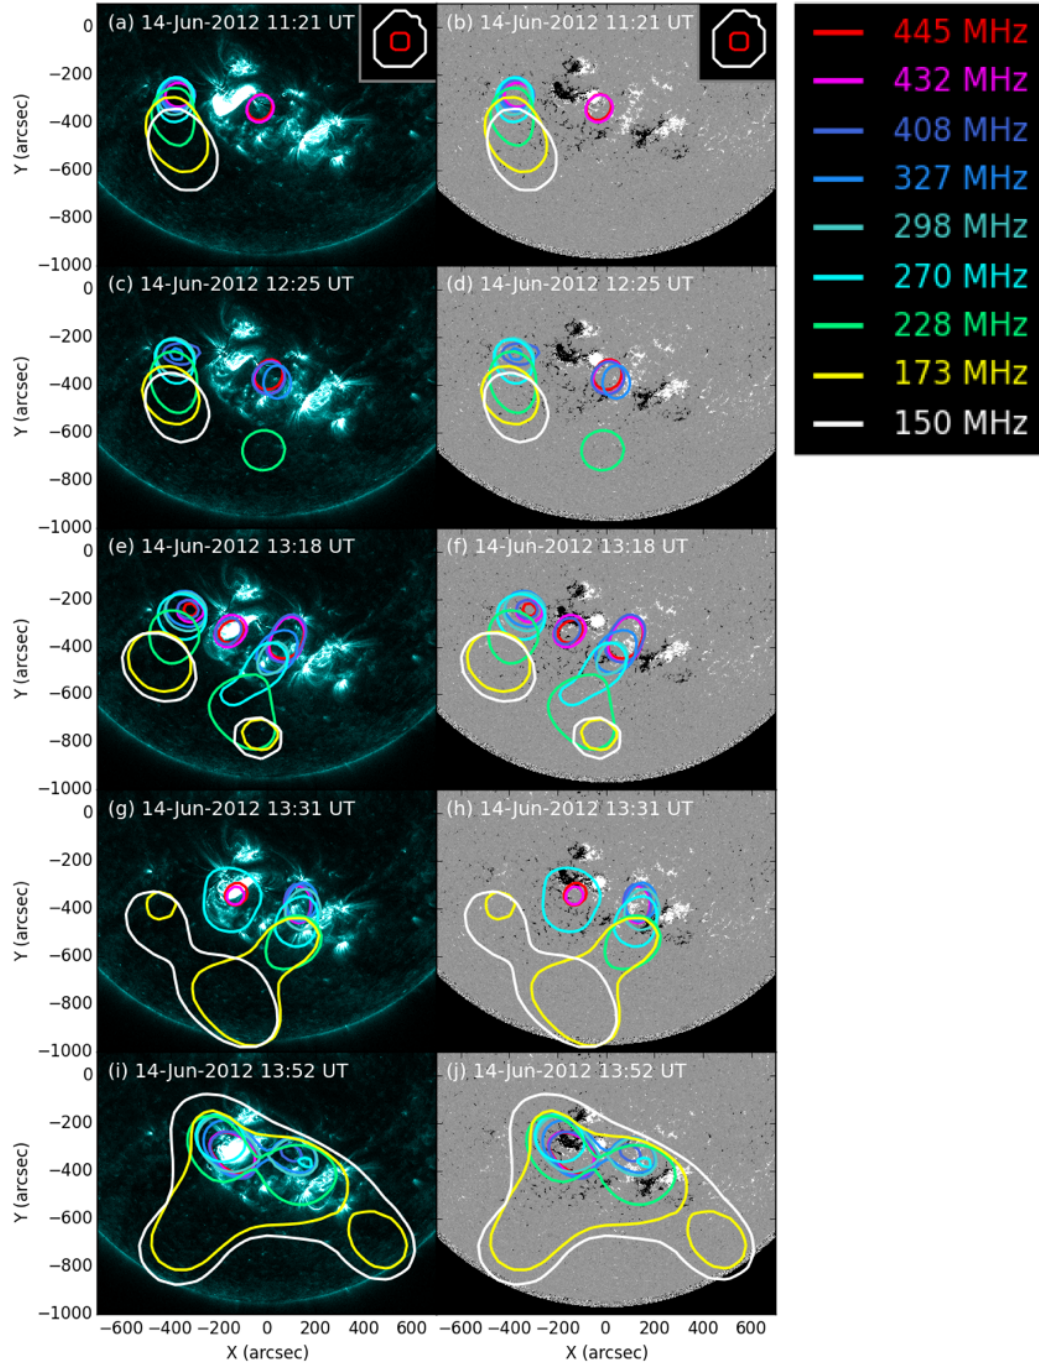 (a) 14-Jun-2012 11:21 UT
(b) 14-Jun-2012 11:21 UT
0
−200
−400
−600
−800
−1000
Y (arcsec)
(c) 14-Jun-2012 12:25 UT
(d) 14-Jun-2012 12:25 UT
0
−200
−400
−600
−800
−1000
Y (arcsec)
(e) 14-Jun-2012 13:18 UT
(f) 14-Jun-2012 13:18 UT
0
−200
−400
−600
−800
−1000
Y (arcsec)
(g) 14-Jun-2012 13:31 UT
(h) 14-Jun-2012 13:31 UT
0
−200
−400
−600
−800
−1000
Y (arcsec)
(i) 14-Jun-2012 13:52 UT
(j) 14-Jun-2012 13:52 UT
0
−200
−400
−600
−800
−1000
Y (arcsec)
−600 −400 −200 0 200 400 600
−600 −400 −200 0 200 400 600
X (arcsec)
X (arcsec)
445 MHz
432 MHz
408 MHz
327 MHz
298 MHz
270 MHz
228 MHz
173 MHz
150 MHz